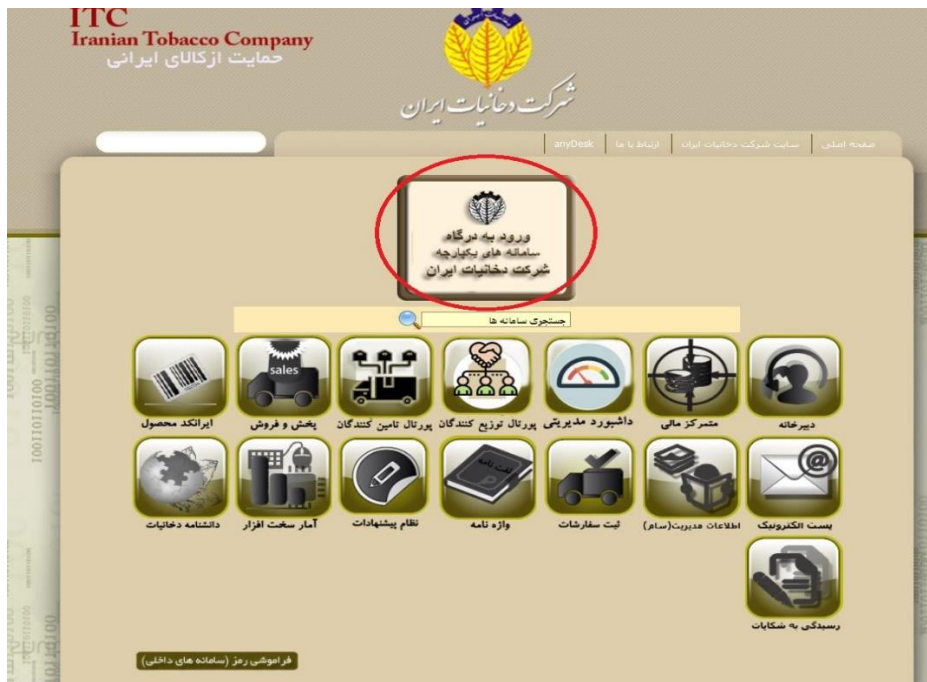 ITC
Iranian Tobacco Company
حمایت ازکالای ایرانی
شرکت دخانیات ایران
صفحه اصلی
سایت شرکت دخانیات ایران
ارتباط با ما
anyDesk
ورود به درگاه
سامانه های یکپارچه
شرکت دخانیات ایران
جستجوی سامانه ها
sales
دبیرخانه
متمرکز مالی
داشبورد مدیریتی
پورتال توزیع کنندگان
پورتال تامین کنندگان
پخش و فروش
ایرانکد محصول
لغت نامه
پست الکترونیک
اطلاعات مدیریت(سام)
ثبت سفارشات
واژه نامه
نظام پیشنهادات
آمار سخت افزار
دانشنامه دخانیات
رسیدگی به شکایات
فراموشی رمز (سامانه های داخلی)